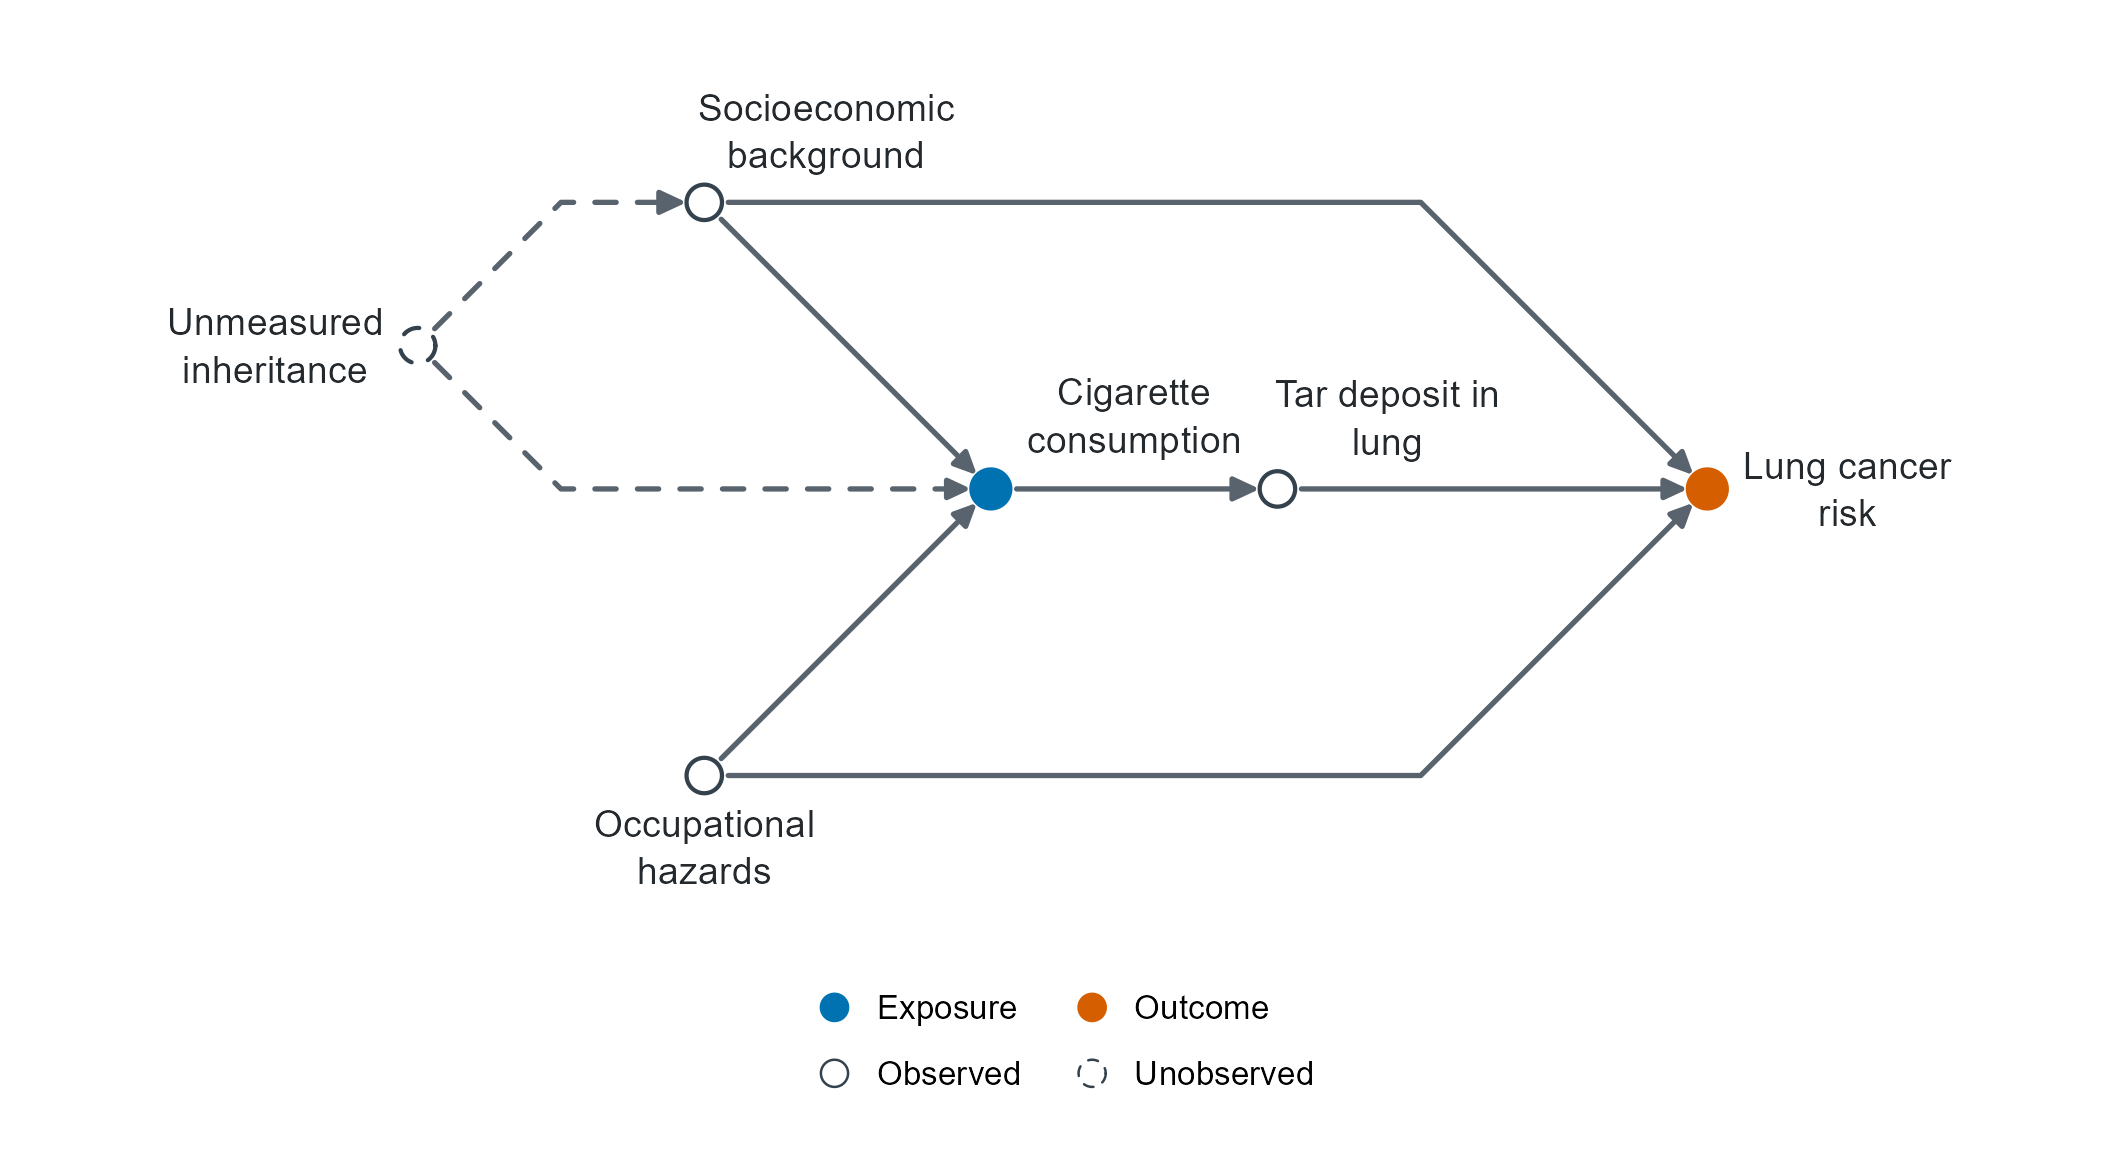 Socioeconomic
background
Unmeasured
inheritance
Cigarette
consumption
Tar deposit in
lung
Lung cancer
risk
Occupational
hazards
Exposure
Outcome
Observed
Unobserved